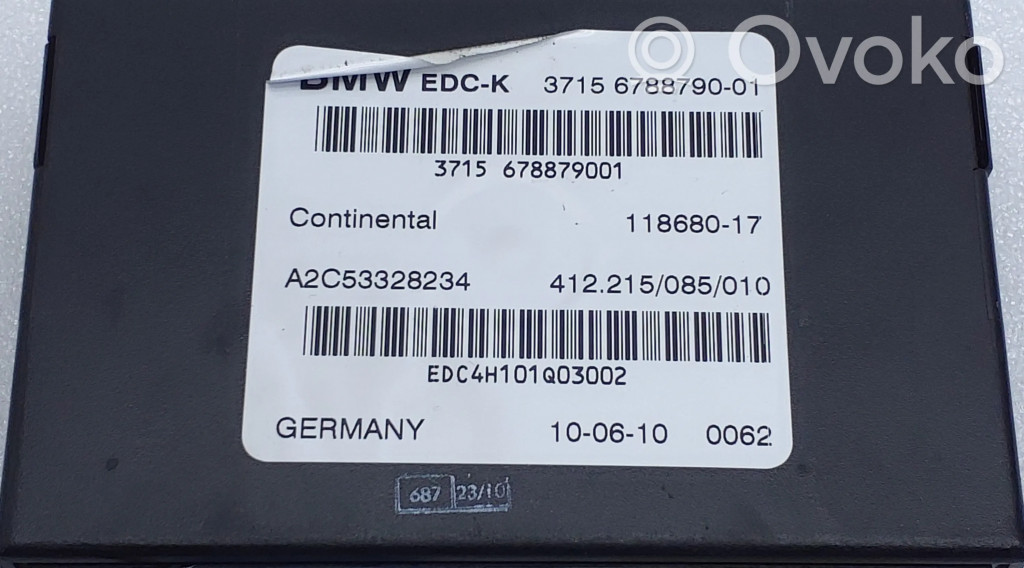 Ovoko
BMW EDC-K 3715 6788790-01
3715 678879001
Continental 118680-17
A2C53328234 412.215/085/010
EDC4H101Q03002
GERMANY 10-06-10 0062
687 23/10